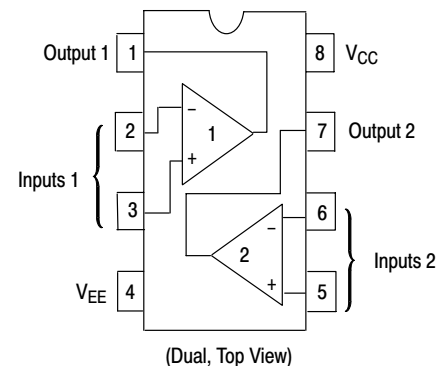 Output 1 1 8 VCC
2 − 1 7 Output 2
Inputs 1 +
3 6
− 2 Inputs 2
VEE 4 + 5
(Dual, Top View)